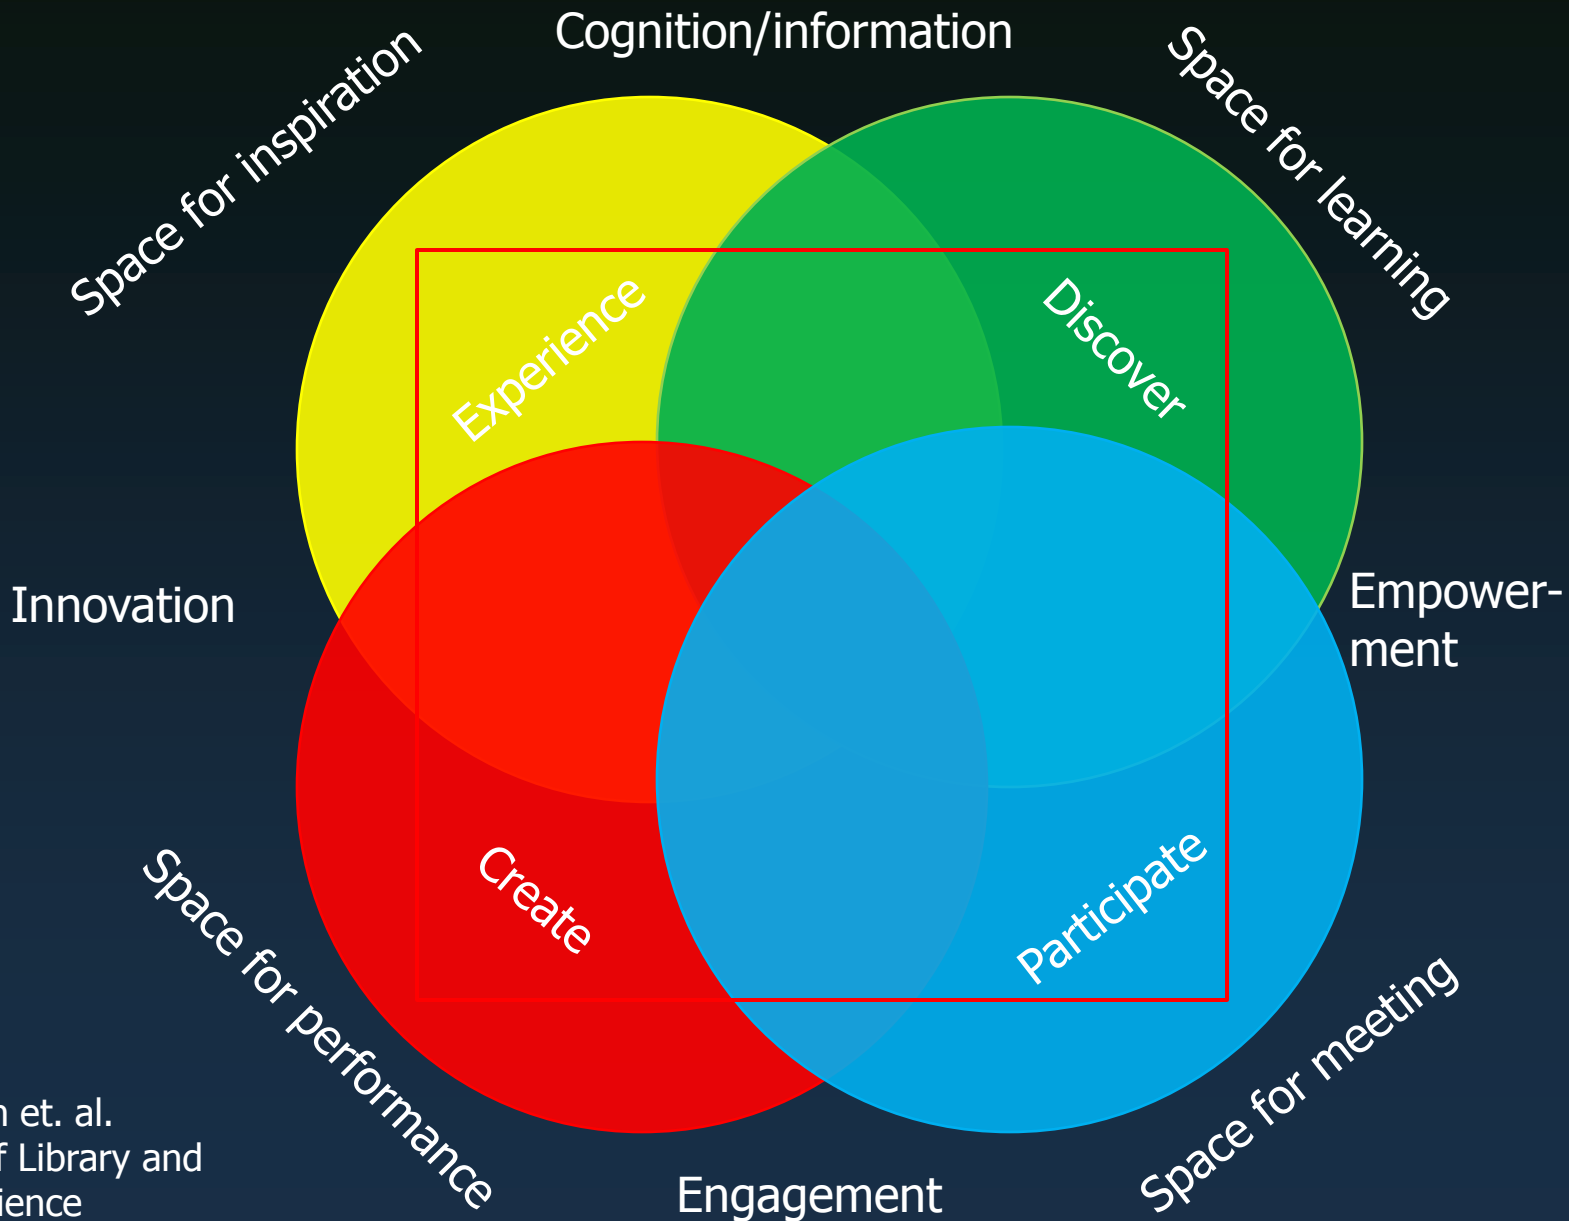 Cognition/information
Space for inspiration
Space for learning
Experience
Discover
Innovation
Empower-
ment
Create
Participate
Space for performance
Space for meeting
et. al.
Library and
Engagement